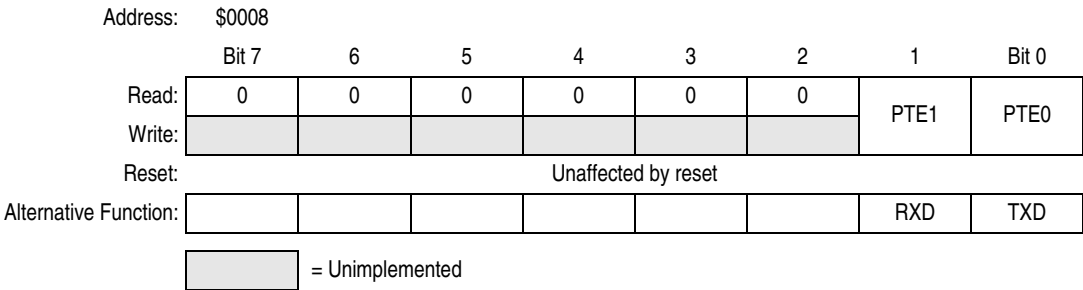 Address: $0008
Bit 7 6 5 4 3 2 1 Bit 0
Read: 0 0 0 0 0 0 PTE1 PTE0
Write:
Reset: Unaffected by reset
Alternative Function: RXD TXD
= Unimplemented